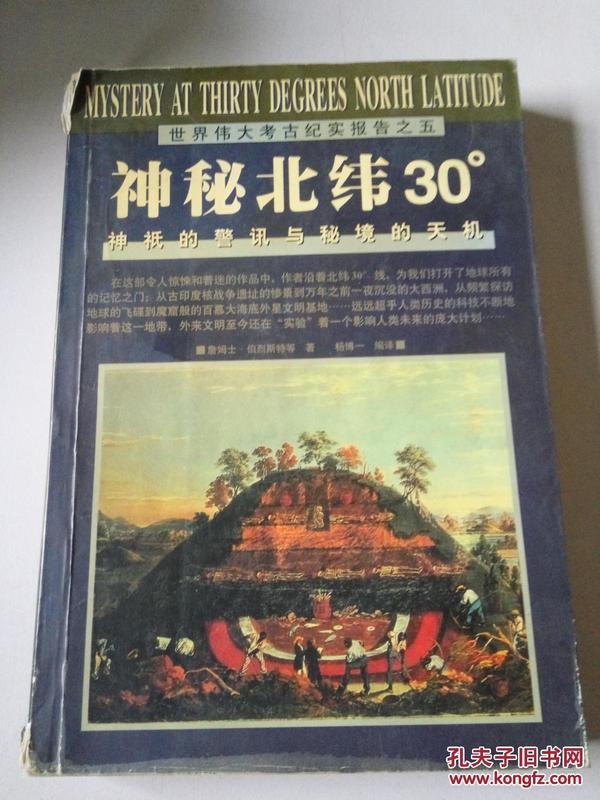 MYSTERY AT THIRTY DEGREES NORTH LATITUDE
世界伟大考古纪实报告之五
神秘北纬30°
神祇的警讯与秘境的天机
在这部令人惊悚和着迷的作品中，作者沿着北纬30°线，为我们打开了地球所有
的记忆之门；从古印度核战争遗址的惨景到万年之前一夜沉没的大西洲，从频繁探访
地球的飞碟到魔窟般的百慕大海底外星文明基地……远远超乎人类历史的科技不断地
影响着这一地带，外来文明至今还在“实验”着一个影响人类未来的庞大计划……
■詹姆士·伯烈斯特等 著 杨博一 编译■
孔夫子旧书网
www.kongfz.com